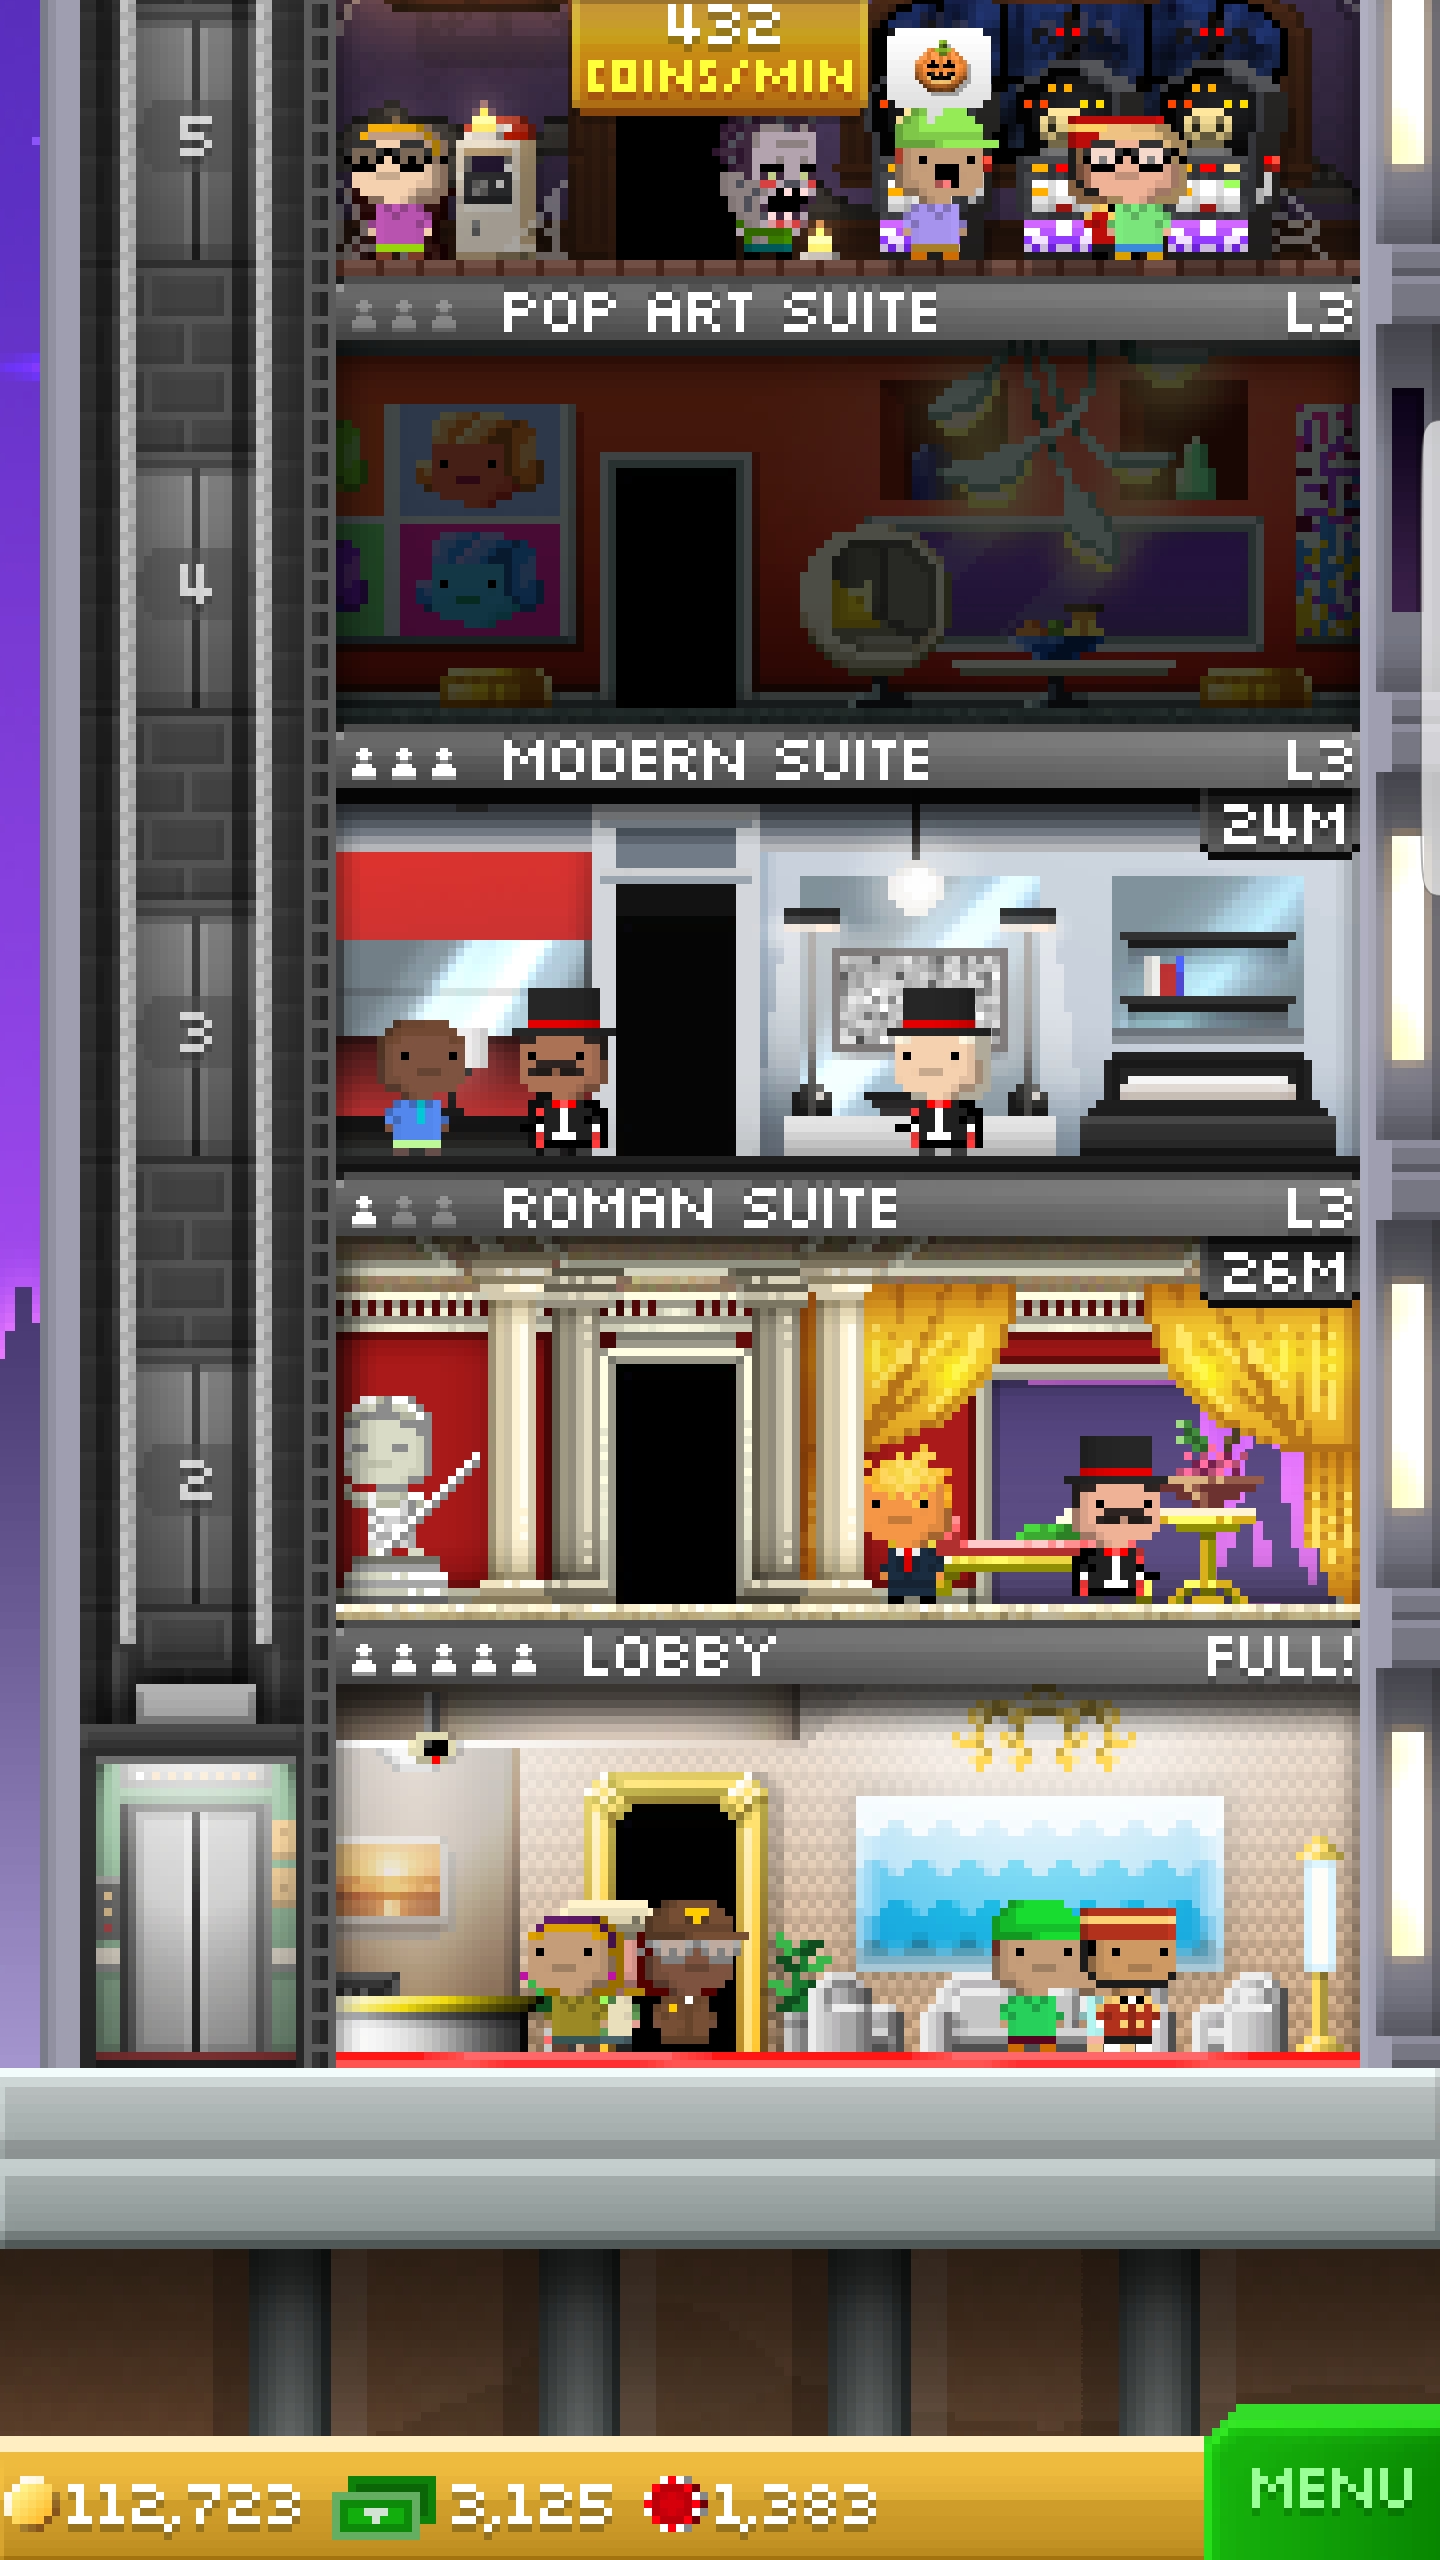 432
COINS/MIN
5
POP ART SUITE L3
4
MODERN SUITE L3
24M
3
ROMAN SUITE L3
26M
2
LOBBY FULL!
112,723 3,125 1,383 MENU